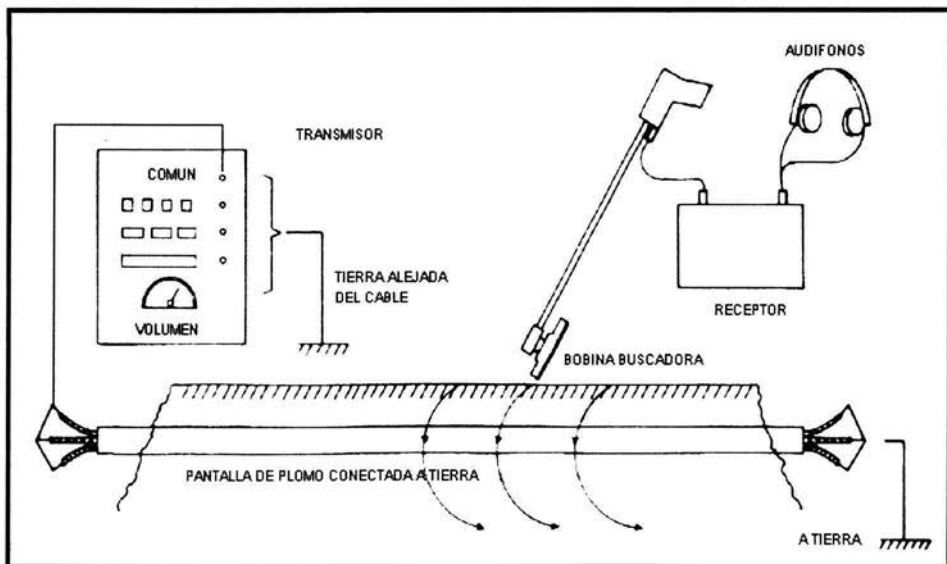 AUDIFONOS
TRANSMISOR
COMUN
TIERRA ALEJADA
DEL CABLE
VOLUMEN
RECEPTOR
BOBINA BUSCADORA
PANTALLA DE PLOMO CONECTADA A TIERRA
A TIERRA